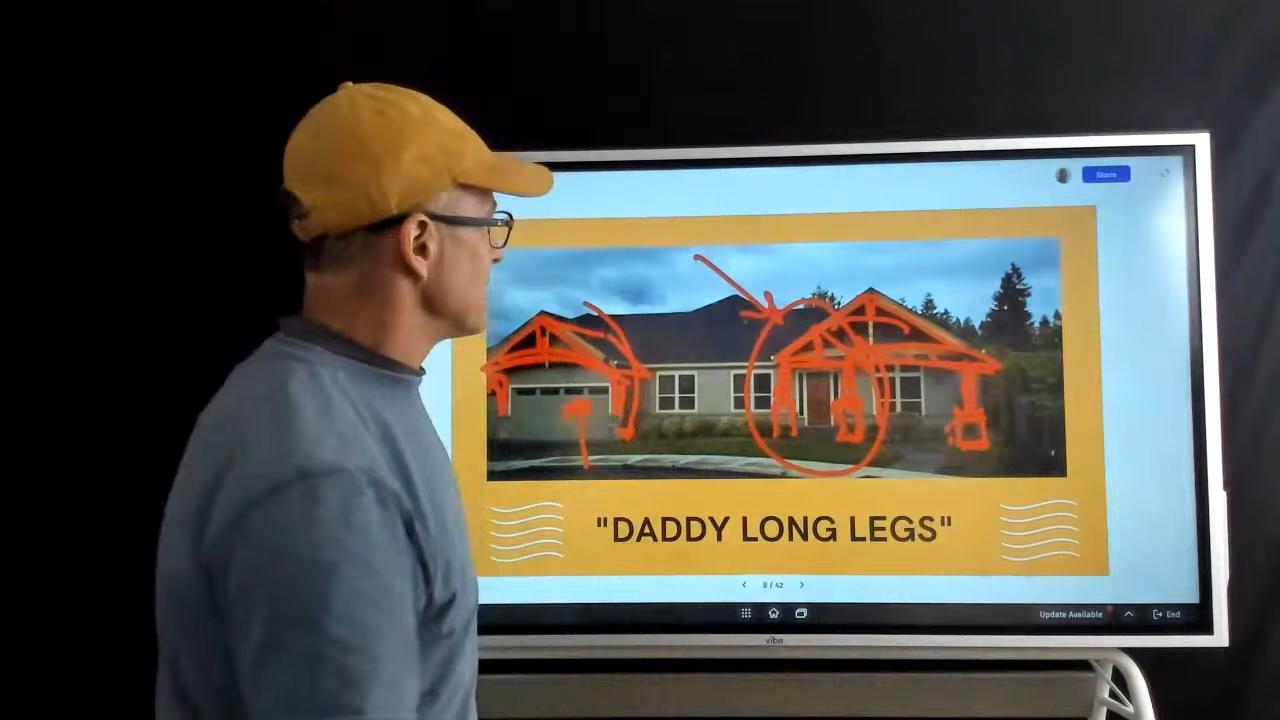 Share
"DADDY LONG LEGS"
8 / 42
Update Available
End
vibe